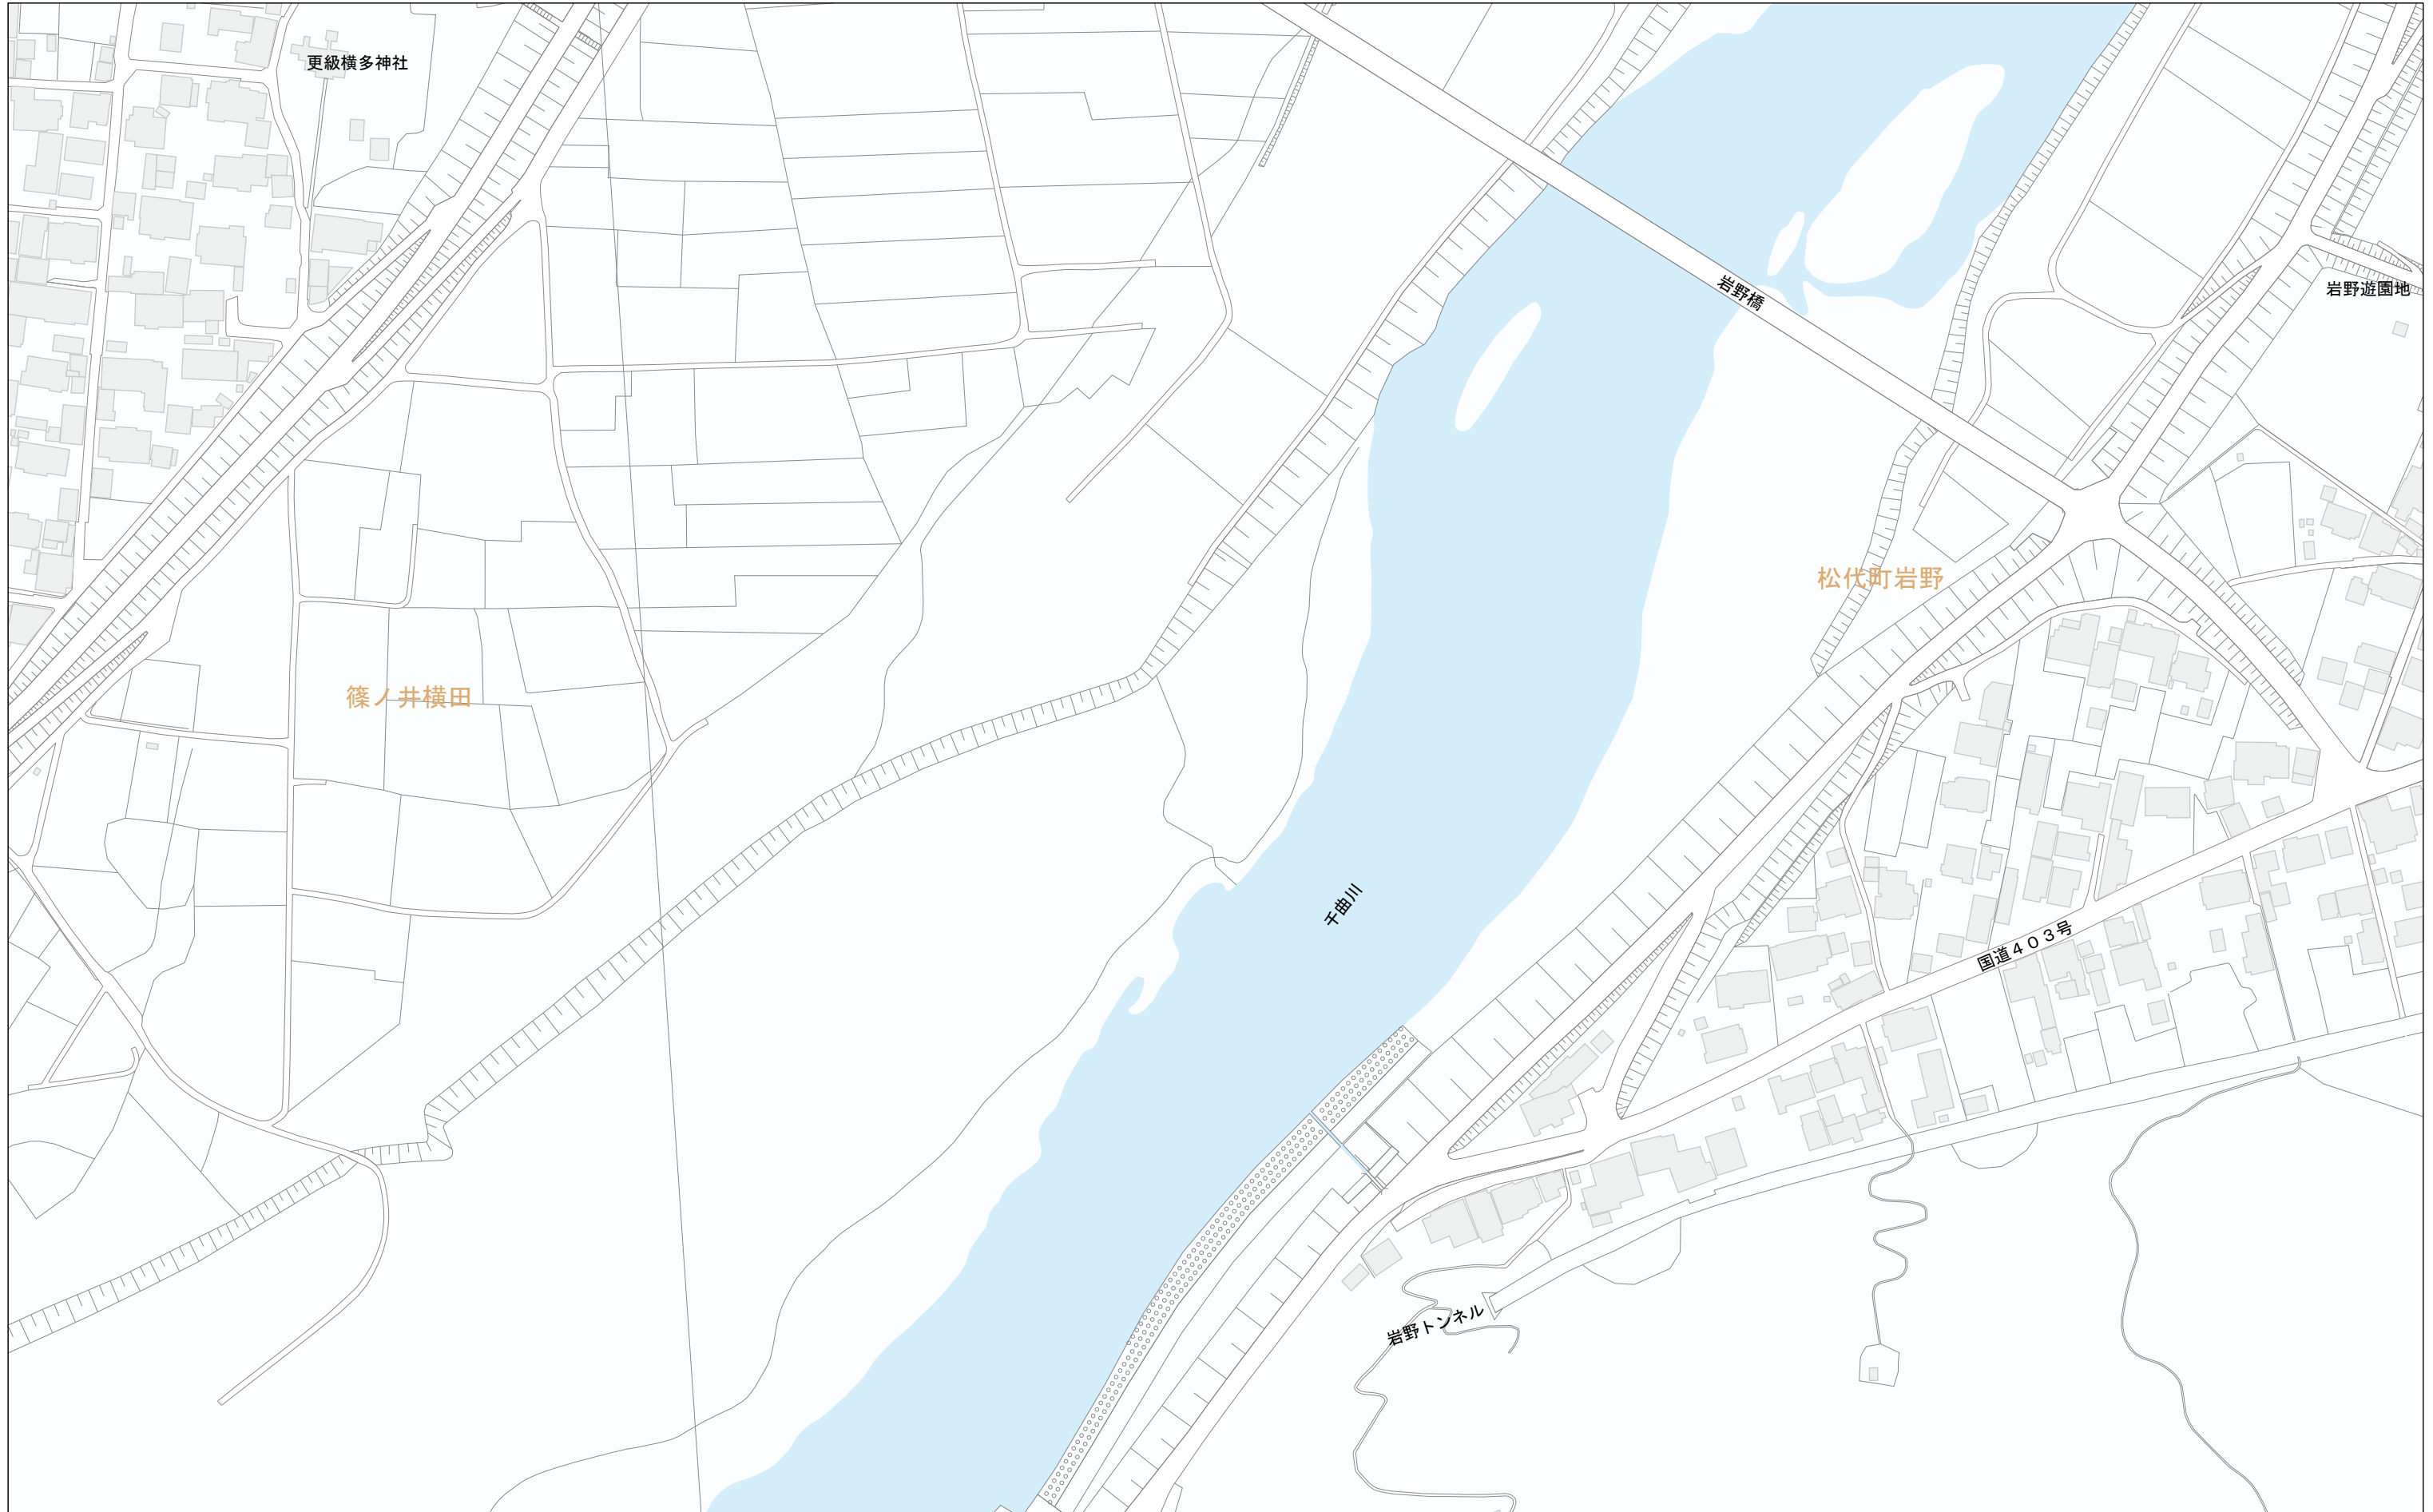 更級横多神社
岩野橋
岩野遊園地
松代町岩野
篠ノ井横田
千曲川
国道４０３号
岩野トンネル